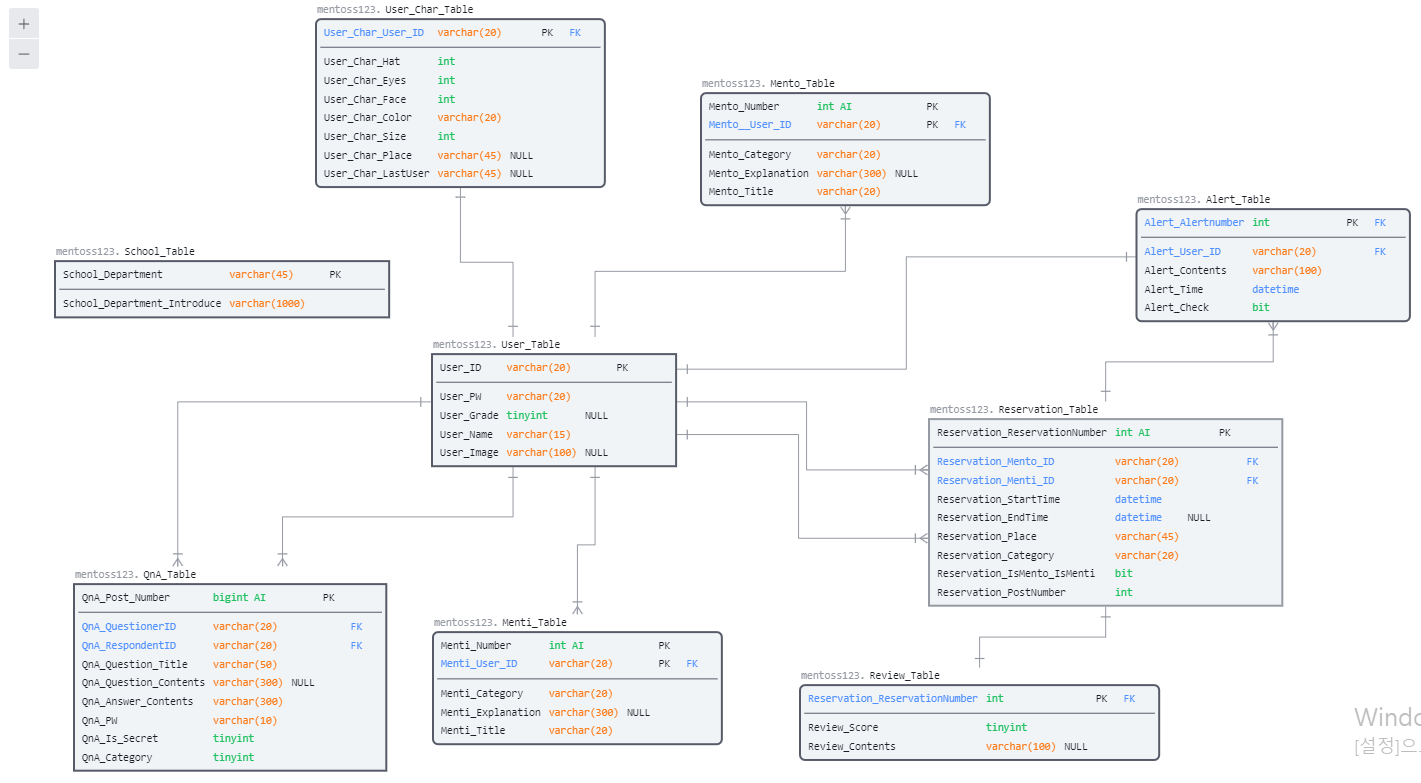 mentoss123. User_Char_Table
User_Char_User_ID varchar(20) PK FK
User_Char_Hat int
User_Char_Eyes int
User_Char_Face int
User_Char_Color varchar(20)
User_Char_Size int
User_Char_Place varchar(45) NULL
User_Char_LastUser varchar(45) NULL
mentoss123. Mento_Table
Mento_Number int AI PK
Mento__User_ID varchar(20) PK FK
Mento_Category varchar(20)
Mento_Explanation varchar(300) NULL
Mento_Title varchar(20)
mentoss123. Alert_Table
Alert_Alertnumber int PK FK
Alert_User_ID varchar(20) FK
Alert_Contents varchar(100)
Alert_Time datetime
Alert_Check bit
mentoss123. School_Table
School_Department varchar(45) PK
School_Department_Introduce varchar(1000)
mentoss123. User_Table
User_ID varchar(20) PK
User_PW varchar(20)
User_Grade tinyint NULL
User_Name varchar(15)
User_Image varchar(100) NULL
mentoss123. Reservation_Table
Reservation_ReservationNumber int AI PK
Reservation_Mento_ID varchar(20) FK
Reservation_Menti_ID varchar(20) FK
Reservation_StartTime datetime
Reservation_EndTime datetime NULL
Reservation_Place varchar(45)
Reservation_Category varchar(20)
Reservation_IsMento_IsMenti bit
Reservation_PostNumber int
mentoss123. QnA_Table
QnA_Post_Number bigint AI PK
QnA_QuestionerID varchar(20) FK
QnA_RespondentID varchar(20) FK
QnA_Question_Title varchar(50)
QnA_Question_Contents varchar(300) NULL
QnA_Answer_Contents varchar(300)
QnA_PW varchar(10)
QnA_Is_Secret tinyint
QnA_Category tinyint
mentoss123. Menti_Table
Menti_Number int AI PK
Menti_User_ID varchar(20) PK FK
Menti_Category varchar(20)
Menti_Explanation varchar(300) NULL
Menti_Title varchar(20)
mentoss123. Review_Table
Reservation_ReservationNumber int PK FK
Review_Score tinyint
Review_Contents varchar(100) NULL
[설정]으